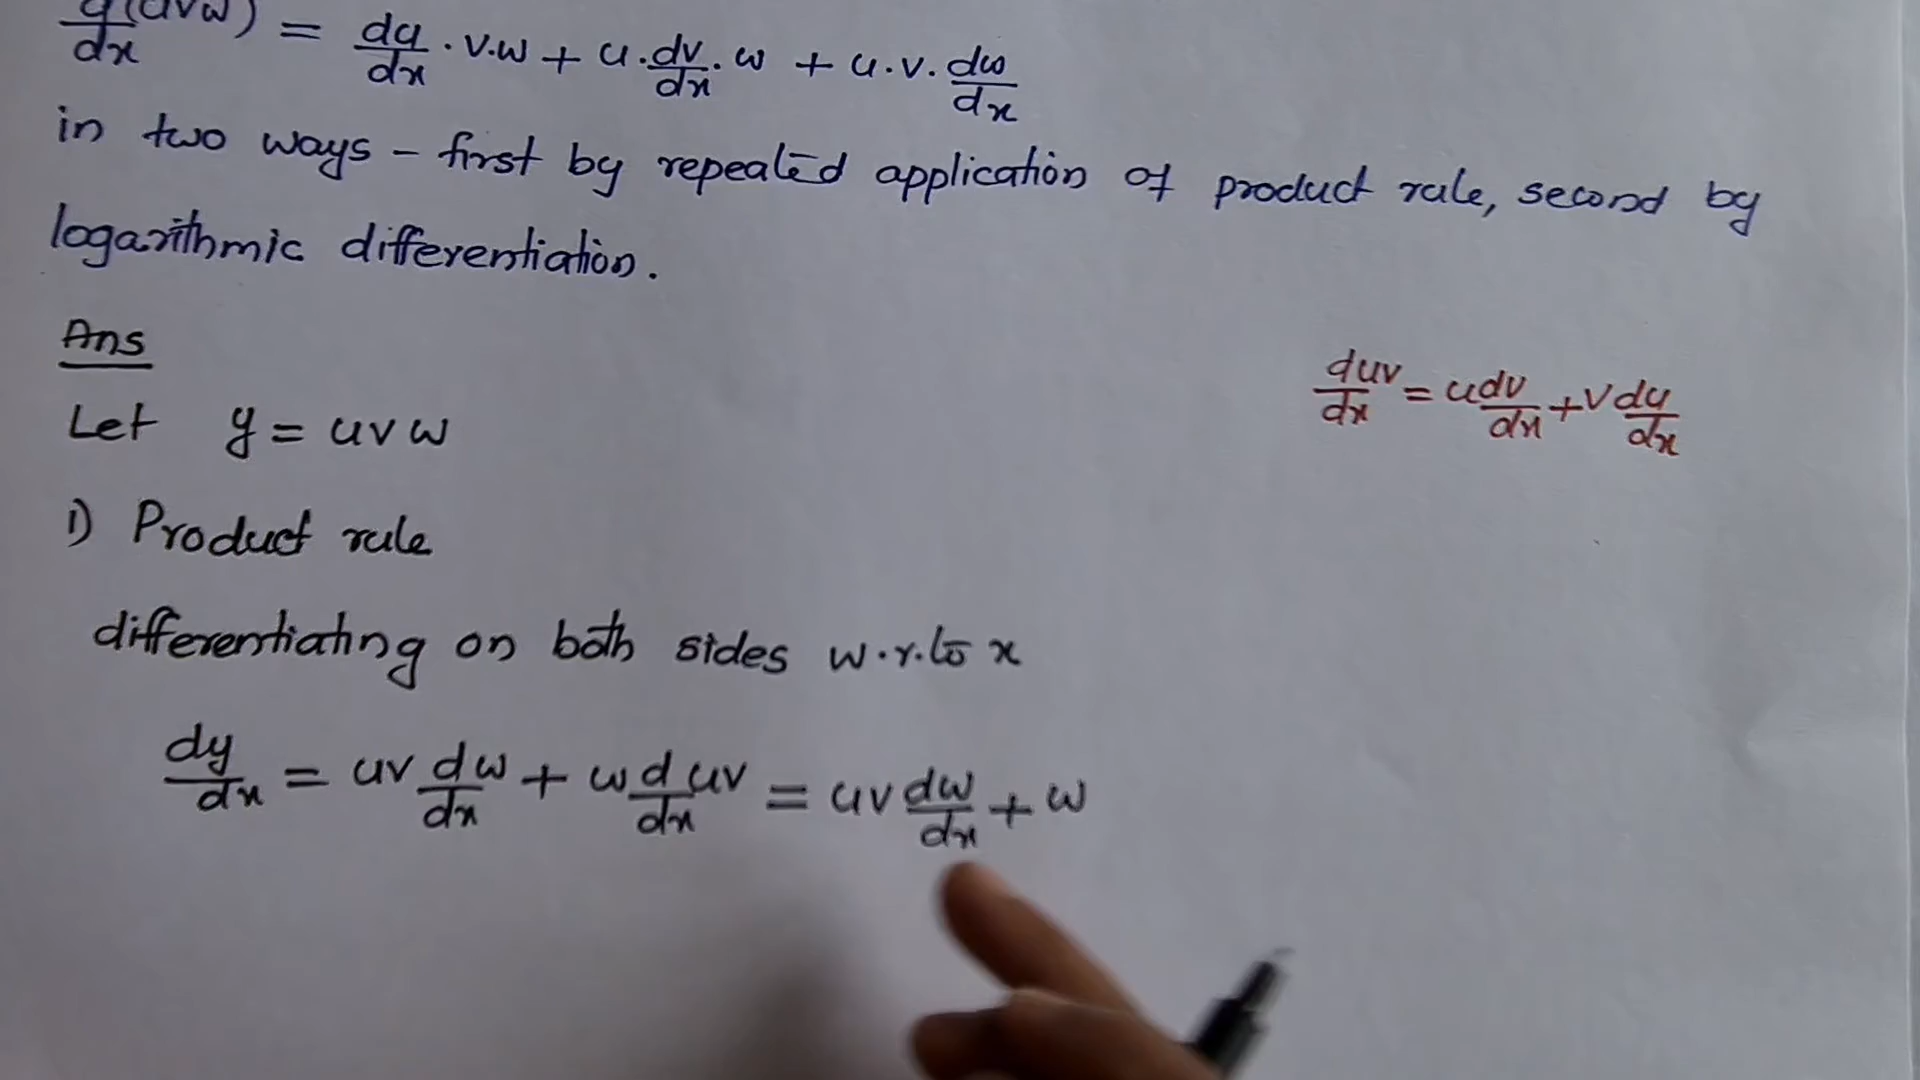 d/dx (uvw) = du/dx · v.w + u · dv/dx · w + u · v · dw/dx
in two ways - first by repeated application of product rule, second by
logarithmic differentiation.
Ans
duv/dx = u dv/dx + v du/dx
Let y = uvw
1) Product rule
differentiating on both sides w.r.to x
dy/dx = uv dw/dx + w d/dx uv = uv dw/dx + w